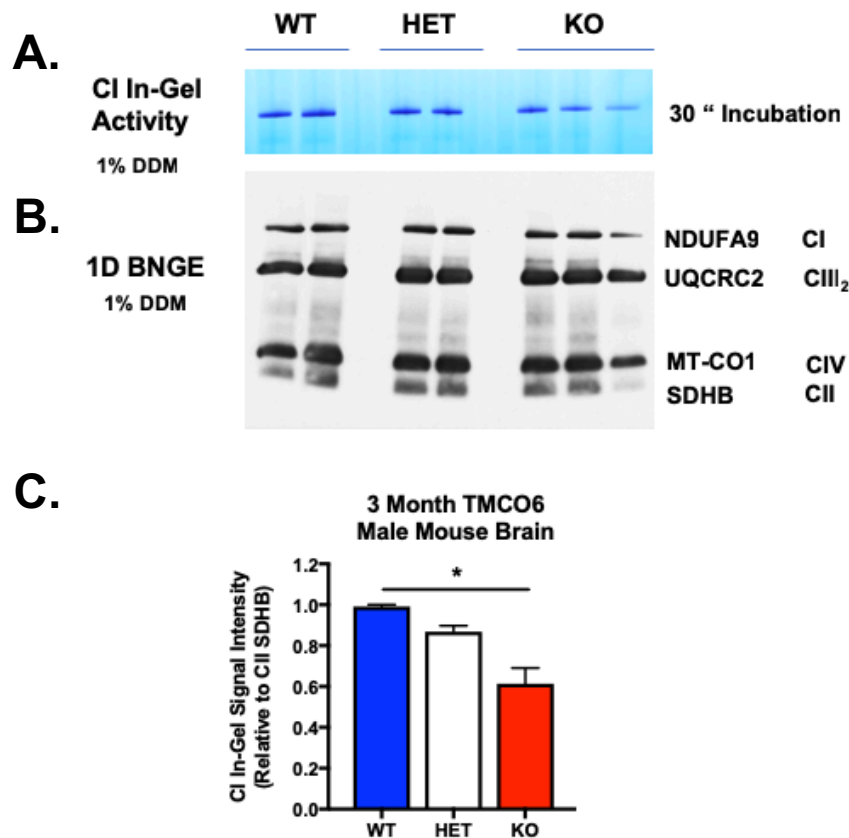 WT HET KO
A.
CI In-Gel
Activity
30 “ Incubation
1% DDM
B.
1D BNGE
1% DDM
NDUFA9 CI
UQCRC2 CIII2
MT-CO1 CIV
SDHB CII
C.
3 Month TMCO6
Male Mouse Brain
CI In-Gel Signal Intensity
(Relative to CII SDHB)
1.2
1.0
0.8
0.6
0.4
0.2
0.0
*
WT HET KO